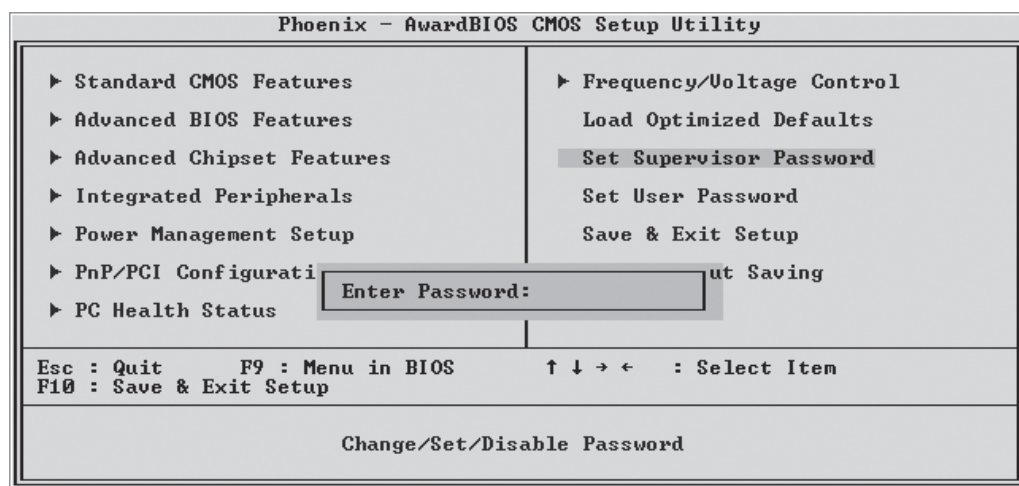 Phoenix - AwardBIOS CMOS Setup Utility
▶ Standard CMOS Features
▶ Advanced BIOS Features
▶ Advanced Chipset Features
▶ Integrated Peripherals
▶ Power Management Setup
▶ PnP/PCI Configurati
▶ PC Health Status
▶ Frequency/Voltage Control
Load Optimized Defaults
Set Supervisor Password
Set User Password
Save & Exit Setup
ut Saving
Enter Password:
Esc : Quit F9 : Menu in BIOS ↑ ↓ → ← : Select Item
F10 : Save & Exit Setup
Change/Set/Disable Password